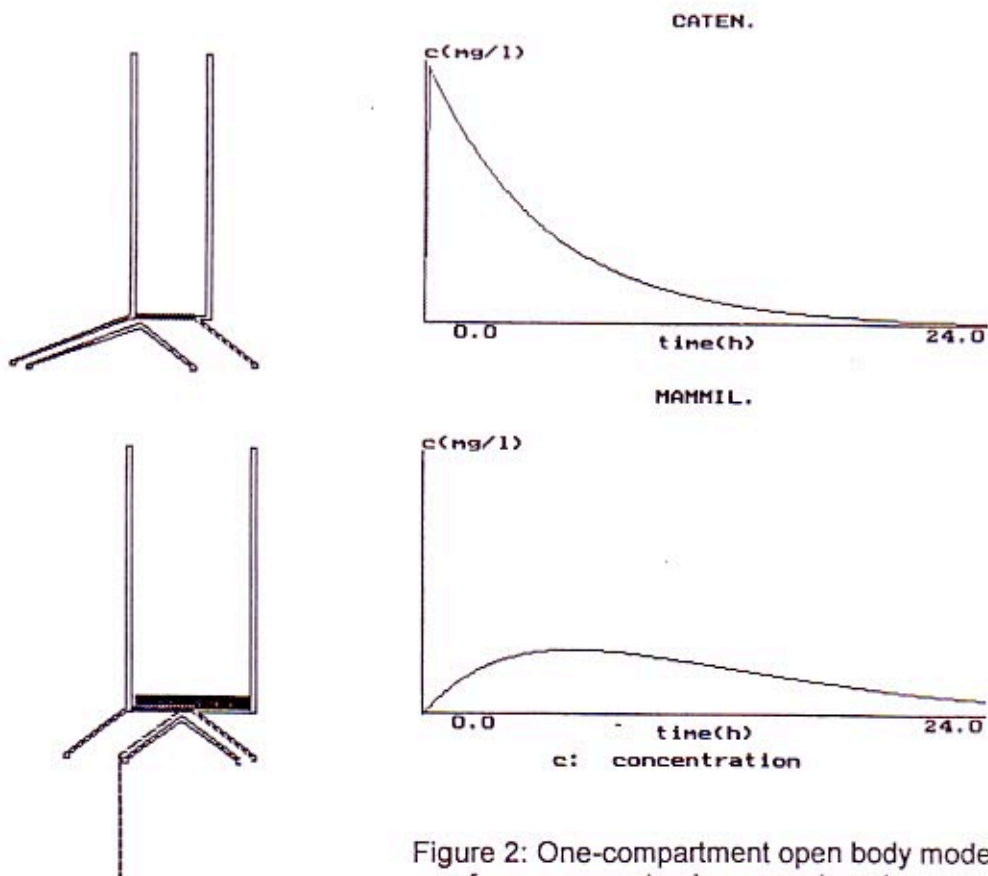 CATEN.
c(mg/l)
0.0
24.0
time(h)
MAMMIL.
c(mg/l)
0.0
24.0
time(h)
c: concentration
Figure 2: One-compartment open body mode